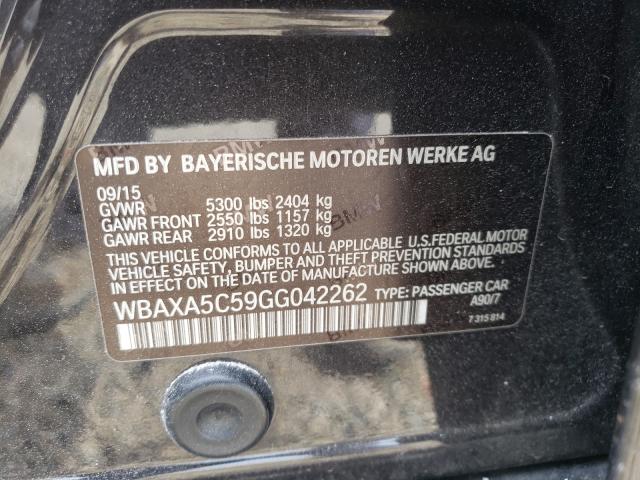 MFD BY BAYERISCHE MOTOREN WERKE AG
09/15
GVWR 5300 lbs 2404 kg
GAWR FRONT 2550 lbs 1157 kg
GAWR REAR 2910 lbs 1320 kg
THIS VEHICLE CONFORMS TO ALL APPLICABLE U.S.FEDERAL MOTOR
VEHICLE SAFETY, BUMPER AND THEFT PREVENTION STANDARDS
IN EFFECT ON THE DATE OF MANUFACTURE SHOWN ABOVE.
WBAXA5C59GG042262 TYPE: PASSENGER CAR
A90/7
7 315 814